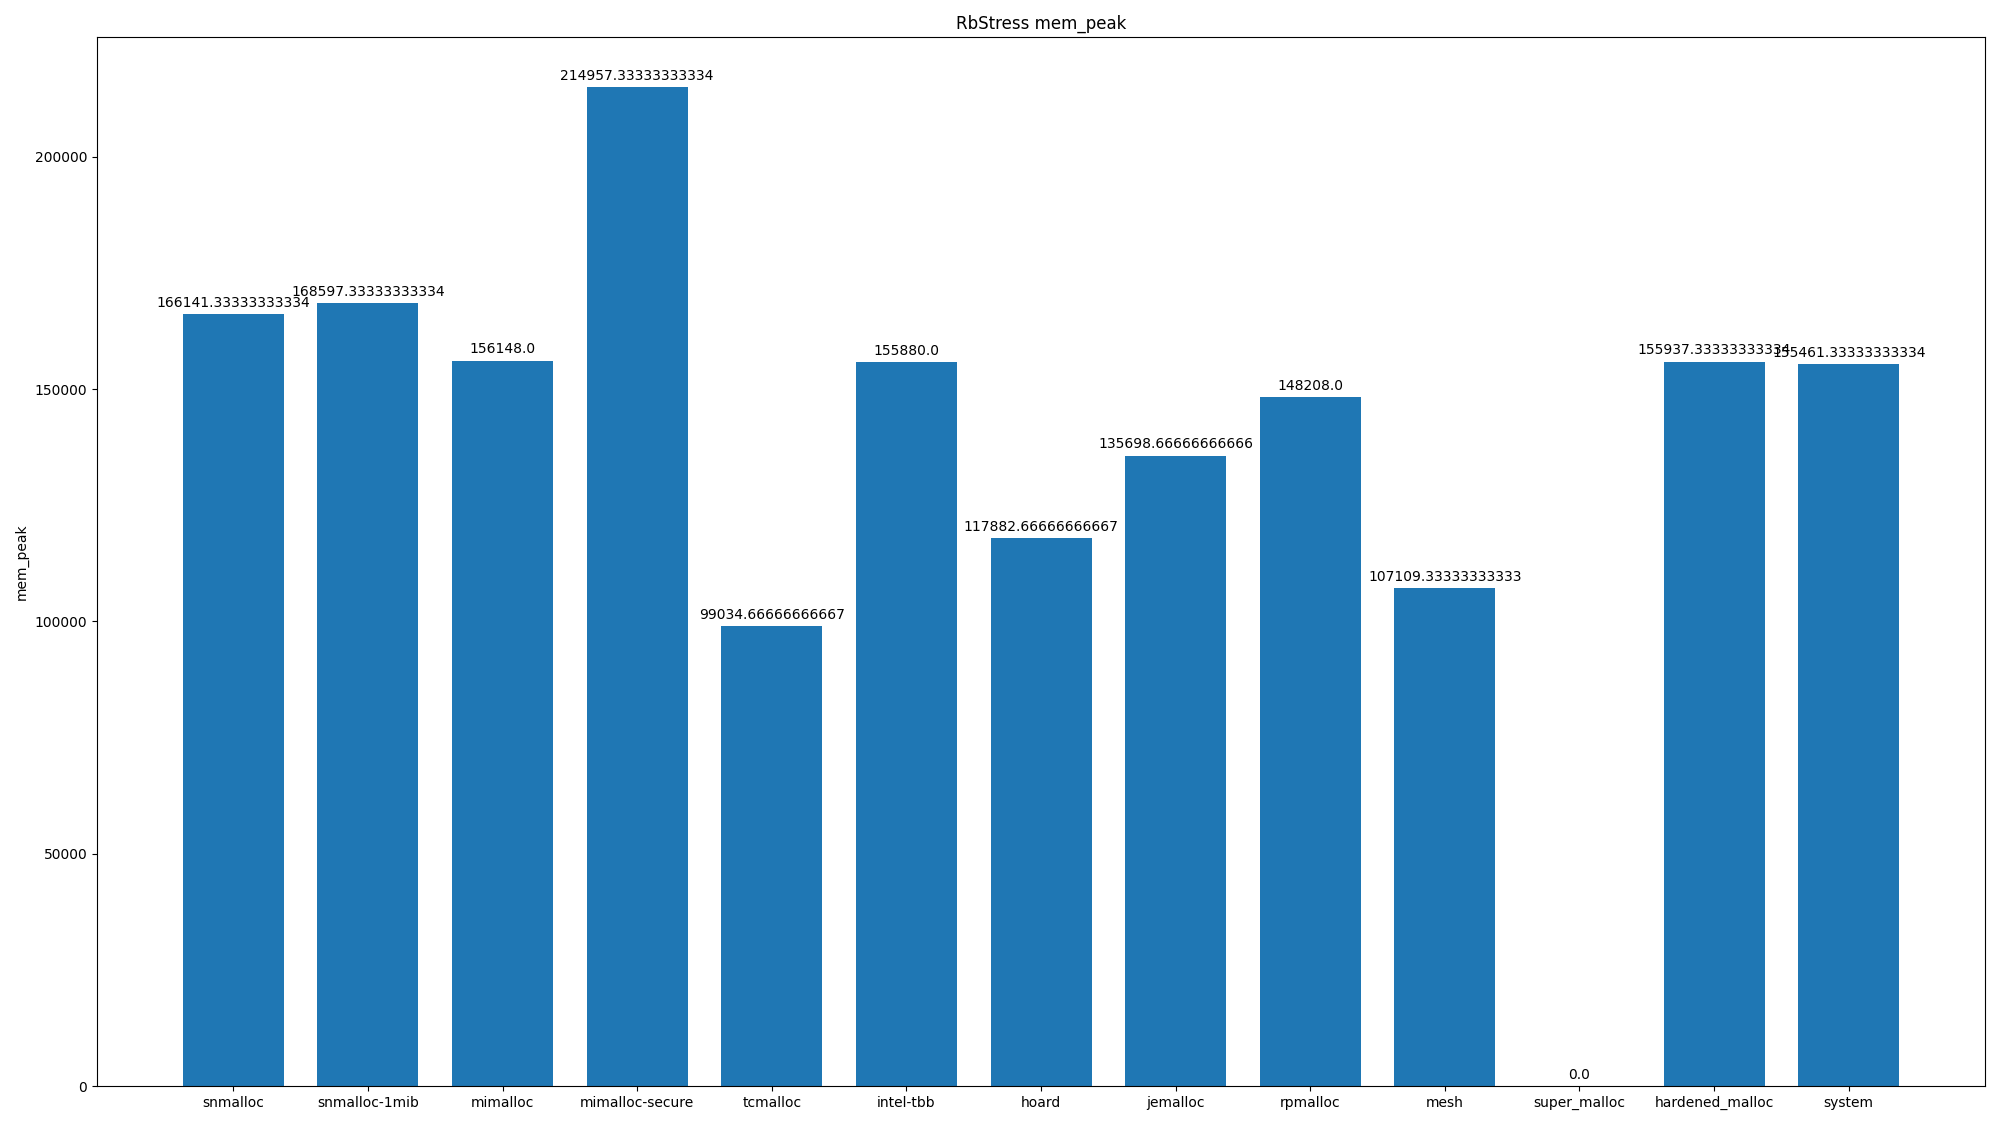 RbStress mem_peak
mem_peak
200000
150000
100000
50000
0
166141.33333333334
168597.33333333334
156148.0
214957.33333333334
99034.66666666667
155880.0
117882.66666666667
135698.66666666666
148208.0
107109.33333333333
0.0
155937.33333333334
155461.33333333334
snmalloc
snmalloc-1mib
mimalloc
mimalloc-secure
tcmalloc
intel-tbb
hoard
jemalloc
rpmalloc
mesh
super_malloc
hardened_malloc
system